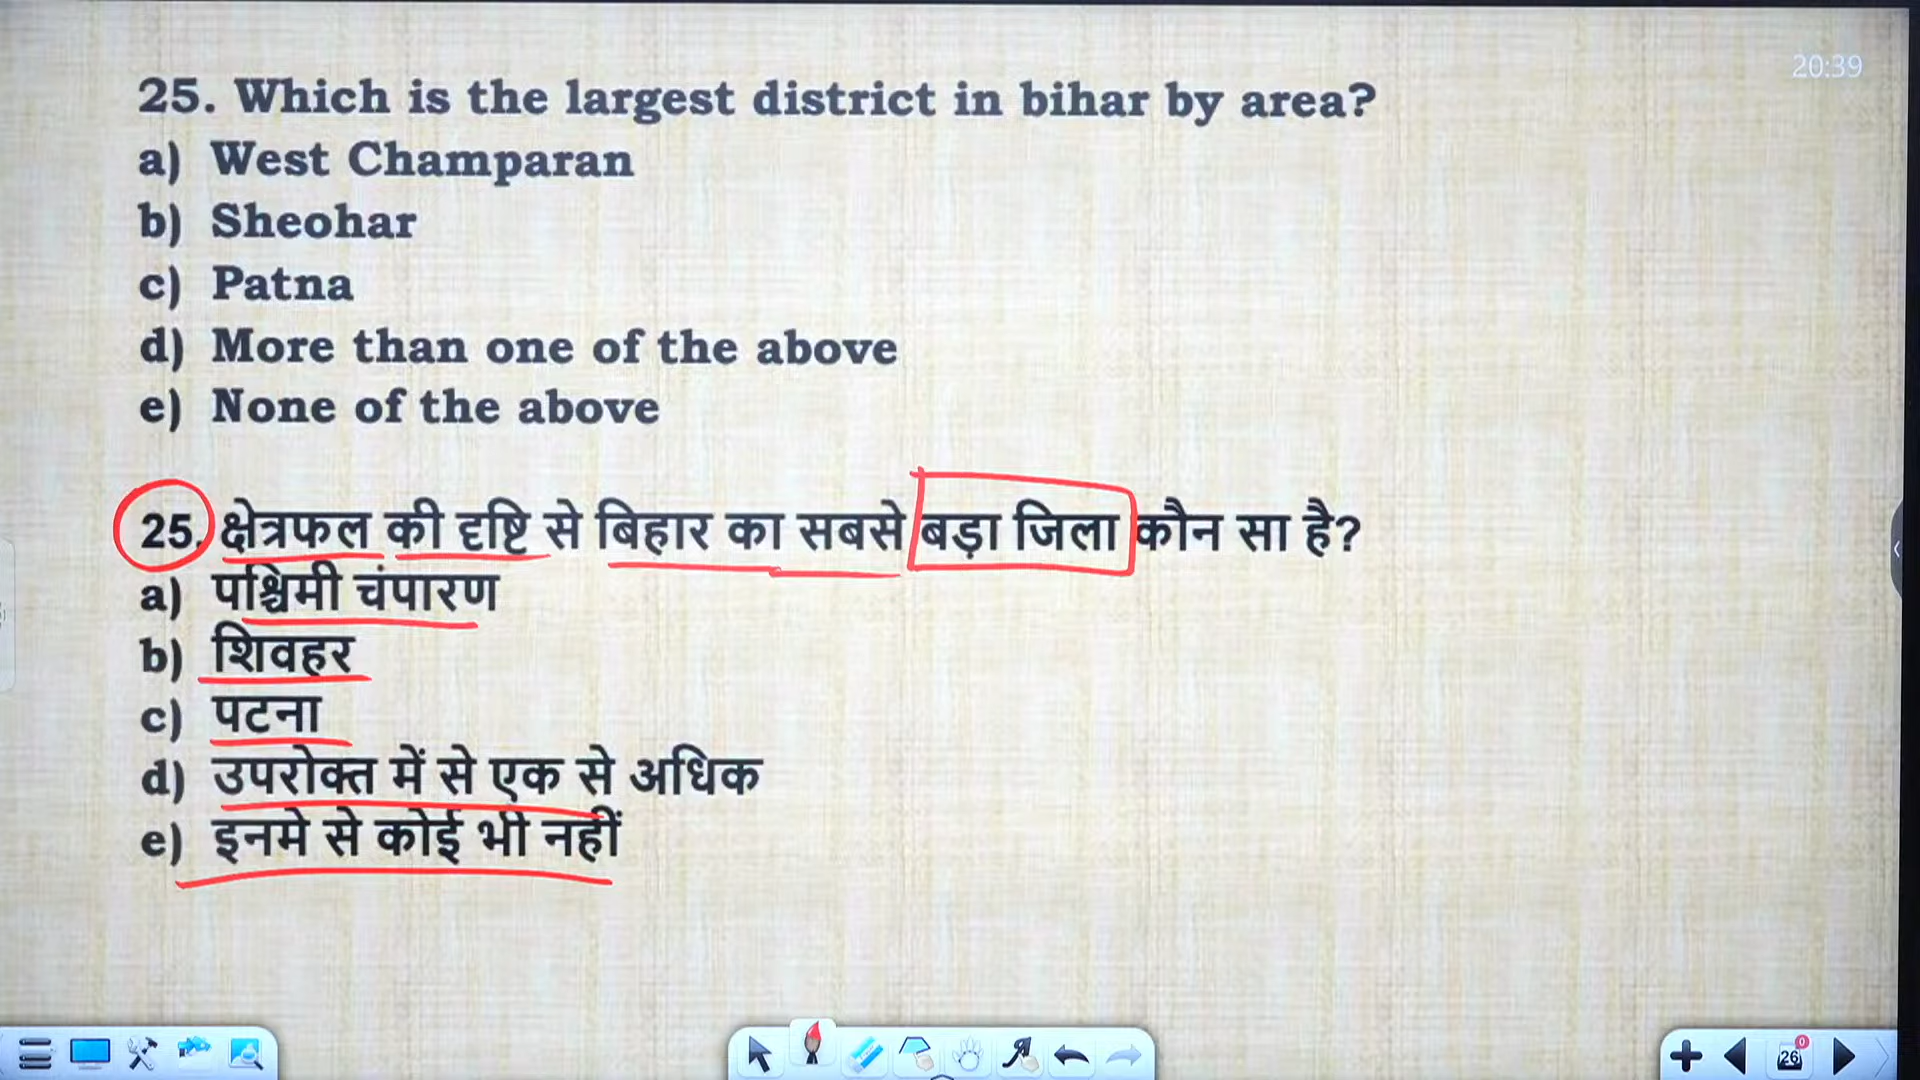 20:39
25. Which is the largest district in bihar by area?
a) West Champaran
b) Sheohar
c) Patna
d) More than one of the above
e) None of the above
25. क्षेत्रफल की दृष्टि से बिहार का सबसे बड़ा जिला कौन सा है?
a) पश्चिमी चंपारण
b) शिवहर
c) पटना
d) उपरोक्त में से एक से अधिक
e) इनमे से कोई भी नहीं
26
0